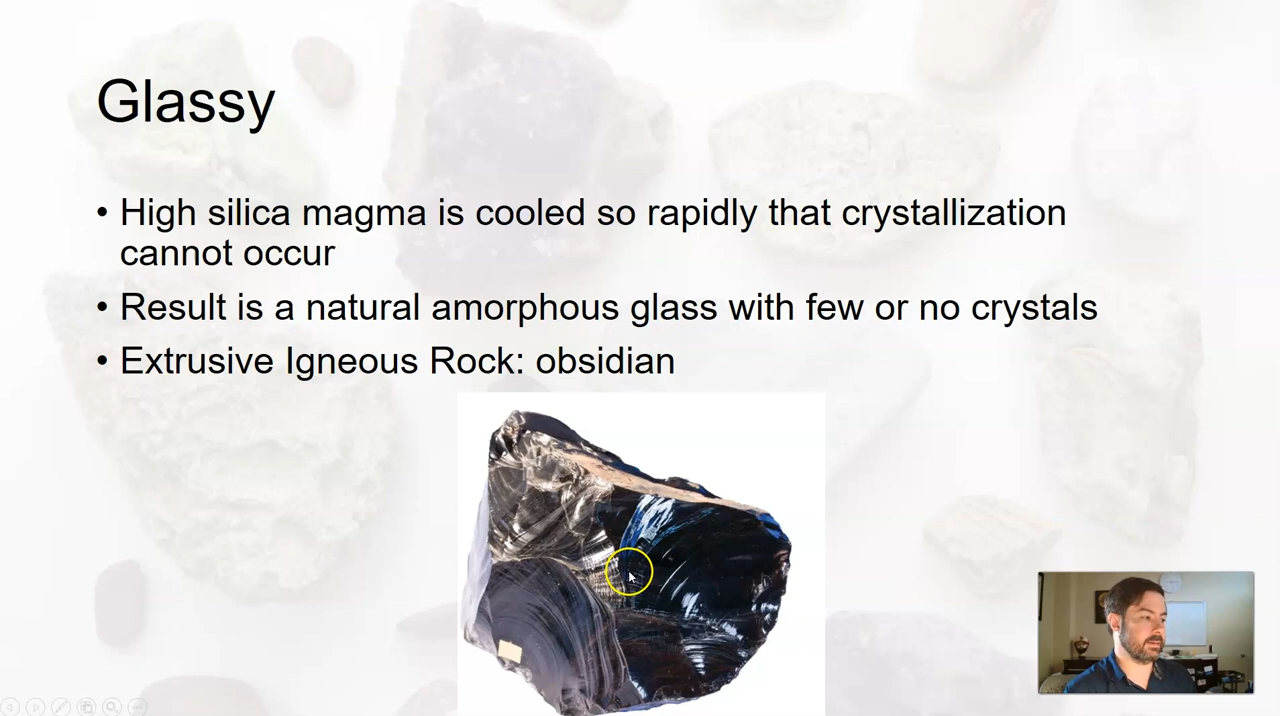 Glassy
• High silica magma is cooled so rapidly that crystallization
cannot occur
• Result is a natural amorphous glass with few or no crystals
• Extrusive Igneous Rock: obsidian